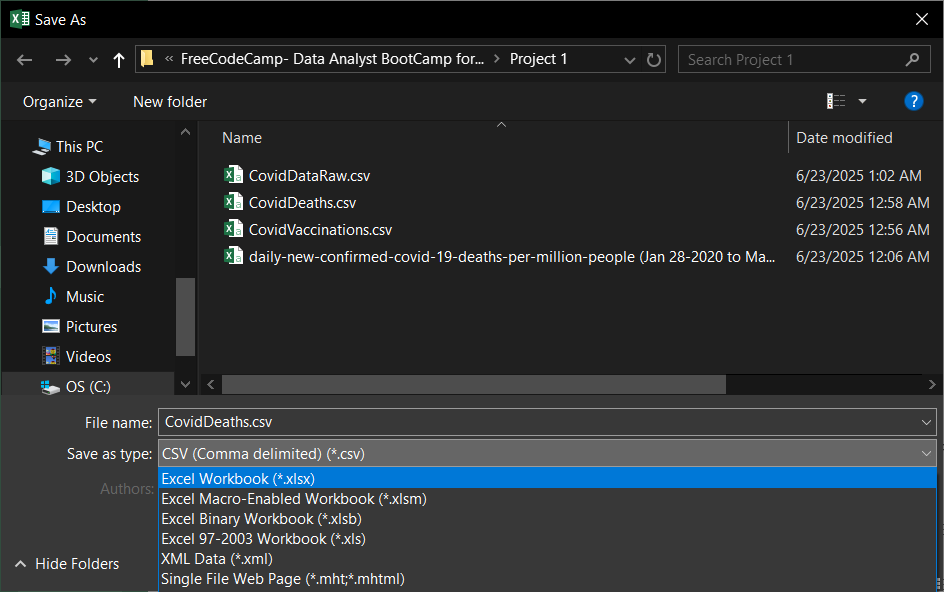 Save As
« FreeCodeCamp- Data Analyst BootCamp for... > Project 1
Search Project 1
Organize
New folder
?
This PC
3D Objects
Desktop
Documents
Downloads
Music
Pictures
Videos
OS (C:)
Name Date modified
CovidDataRaw.csv 6/23/2025 1:02 AM
CovidDeaths.csv 6/23/2025 12:58 AM
CovidVaccinations.csv 6/23/2025 12:56 AM
daily-new-confirmed-covid-19-deaths-per-million-people (Jan 28-2020 to Ma... 6/23/2025 12:06 AM
File name: CovidDeaths.csv
Save as type: CSV (Comma delimited) (*.csv)
Authors:
Excel Workbook (*.xlsx)
Excel Macro-Enabled Workbook (*.xlsm)
Excel Binary Workbook (*.xlsb)
Excel 97-2003 Workbook (*.xls)
XML Data (*.xml)
Single File Web Page (*.mht;*.mhtml)
Hide Folders